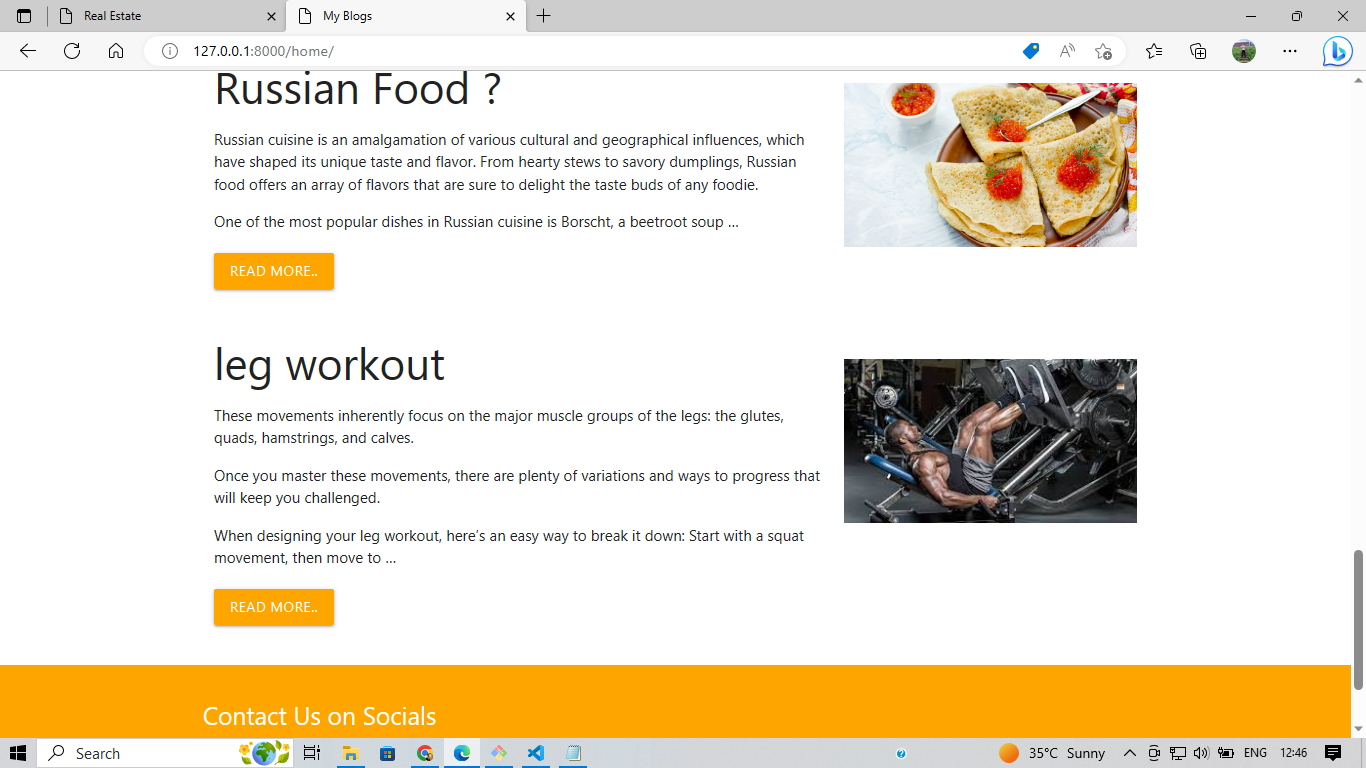 Real Estate
My Blogs
127.0.0.1:8000/home/
Russian Food ?
Russian cuisine is an amalgamation of various cultural and geographical influences, which
have shaped its unique taste and flavor. From hearty stews to savory dumplings, Russian
food offers an array of flavors that are sure to delight the taste buds of any foodie.
One of the most popular dishes in Russian cuisine is Borscht, a beetroot soup …
READ MORE..
leg workout
These movements inherently focus on the major muscle groups of the legs: the glutes,
quads, hamstrings, and calves.
Once you master these movements, there are plenty of variations and ways to progress that
will keep you challenged.
When designing your leg workout, here’s an easy way to break it down: Start with a squat
movement, then move to …
READ MORE..
Contact Us on Socials
Search
35°C Sunny
ENG
12:46